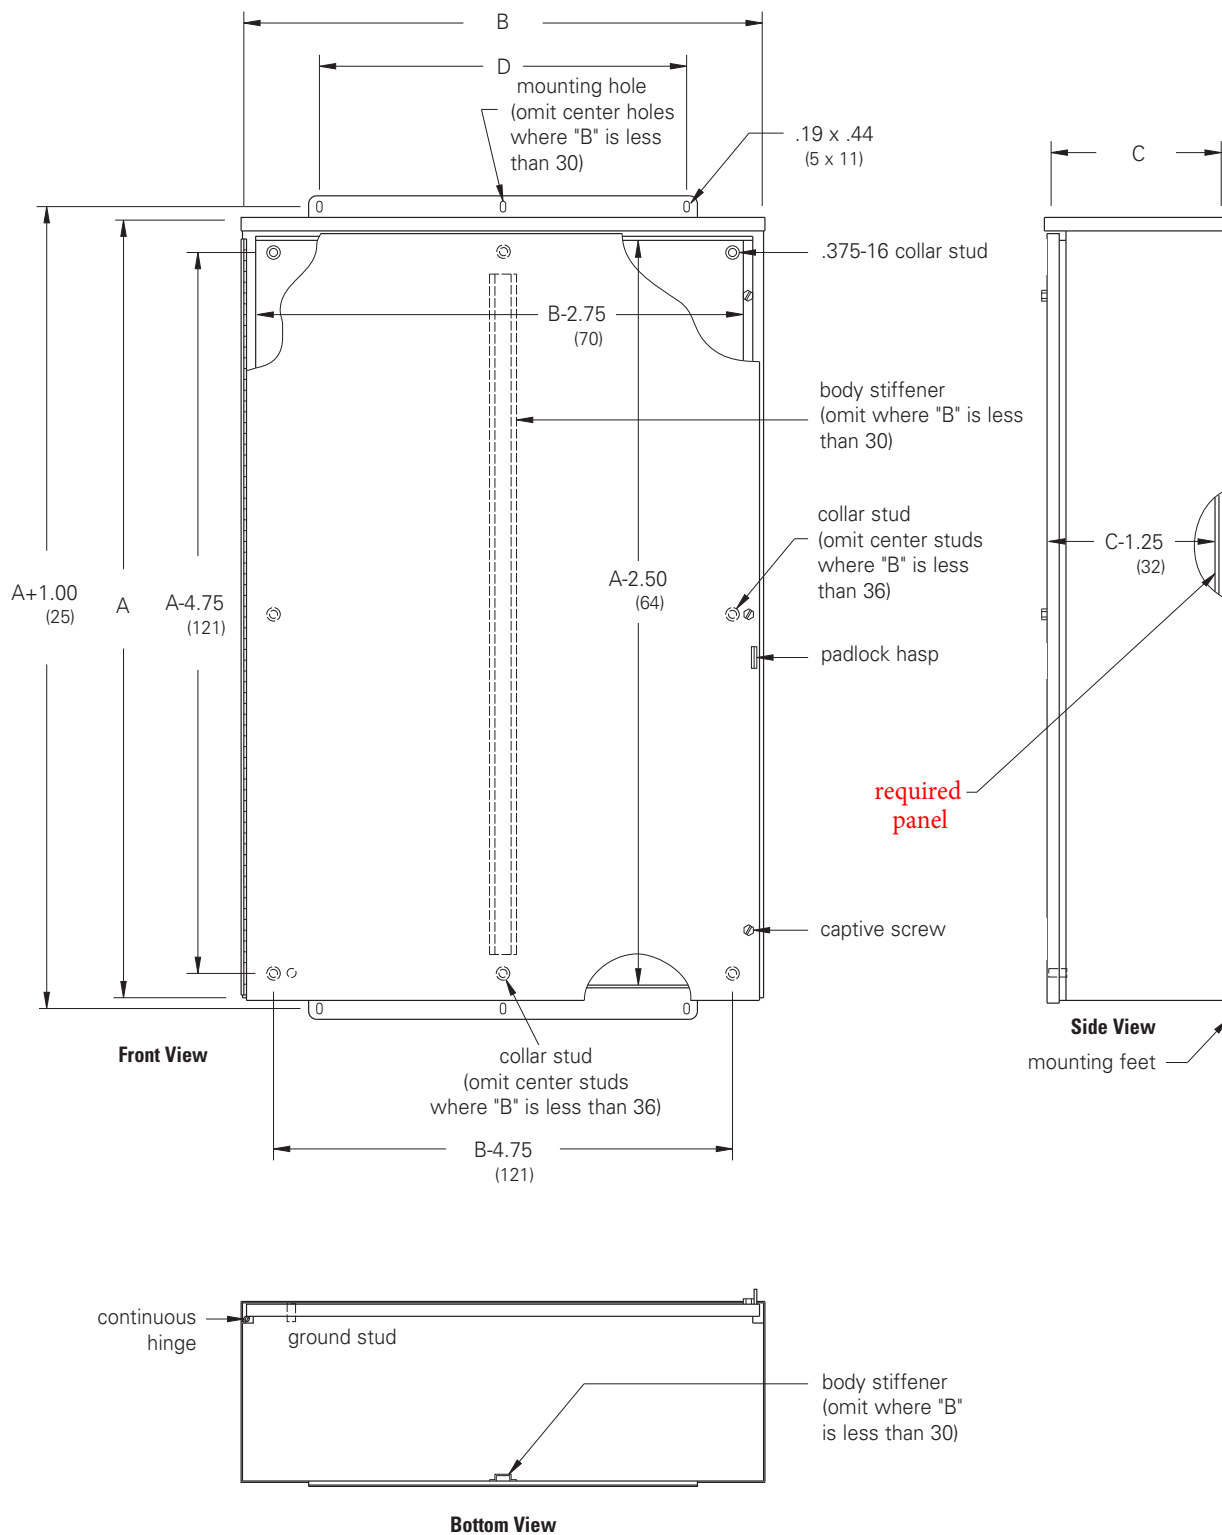 B
D
mounting hole
(omit center holes
where "B" is less
than 30)
.19 x .44
(5 x 11)
C
.375-16 collar stud
B-2.75
(70)
body stiffener
(omit where "B" is less
than 30)
collar stud
(omit center studs
where "B" is less
than 36)
C-1.25
(32)
A+1.00
(25)
A
A-4.75
(121)
A-2.50
(64)
padlock hasp
required
panel
captive screw
Front View
Side View
mounting feet
collar stud
(omit center studs
where "B" is less than 36)
B-4.75
(121)
continuous
hinge
ground stud
body stiffener
(omit where "B"
is less than 30)
Bottom View